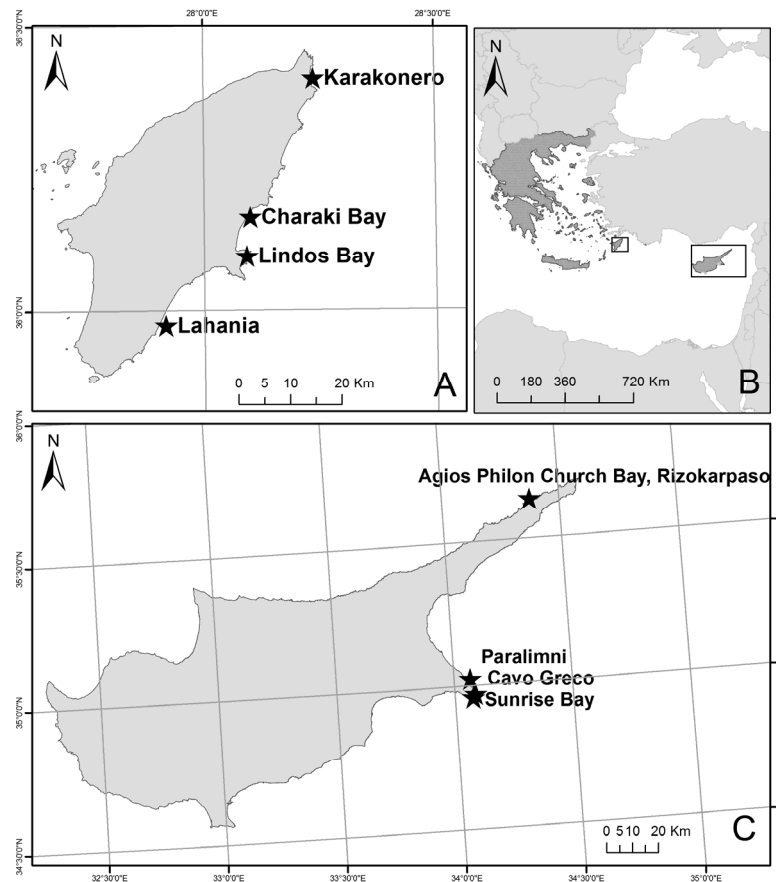 28°0'0"E
28°30'0"E
36°30'0"N
36°0'0"N
N
Karakonero
Charaki Bay
Lindos Bay
Lahania
0 5 10 20 Km
A
N
0 180 360 720 Km
B
36°0'0"N
35°30'0"N
35°0'0"N
34°30'0"N
N
Agios Philon Church Bay, Rizokarpaso
Paralimni
Cavo Greco
Sunrise Bay
0 5 10 20 Km
C
32°30'0"E
33°0'0"E
33°30'0"E
34°0'0"E
34°30'0"E
35°0'0"E